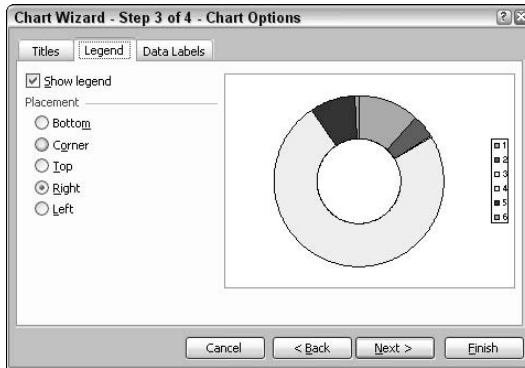 Chart Wizard - Step 3 of 4 - Chart Options
Titles Legend Data Labels
Show legend
Placement
Bottom
Corner
Top
Right
Left
1
2
3
4
5
6
Cancel < Back Next > Finish